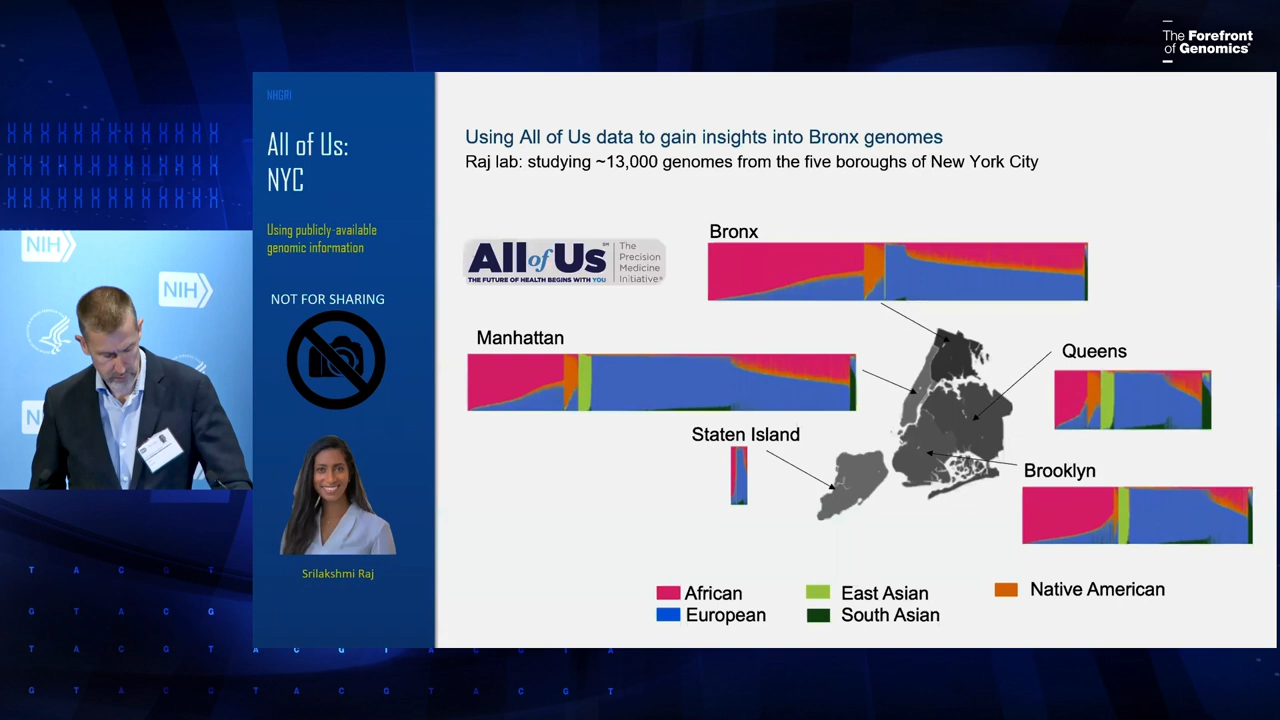 The Forefront
of Genomics®
NHGRI
All of Us:
NYC
Using publicly-available
genomic information
NOT FOR SHARING
Srilakshmi Raj
Using All of Us data to gain insights into Bronx genomes
Raj lab: studying ~13,000 genomes from the five boroughs of New York City
All of Us SM
THE FUTURE OF HEALTH BEGINS WITH YOU
The
Precision
Medicine
Initiative®
Bronx
Manhattan
Queens
Staten Island
Brooklyn
African
East Asian
Native American
European
South Asian
NIH
NIH
N
T A C G T
G T A C G
T A C G T A C G T A C G T A C G T A
G T A C G T A C G T A C G T